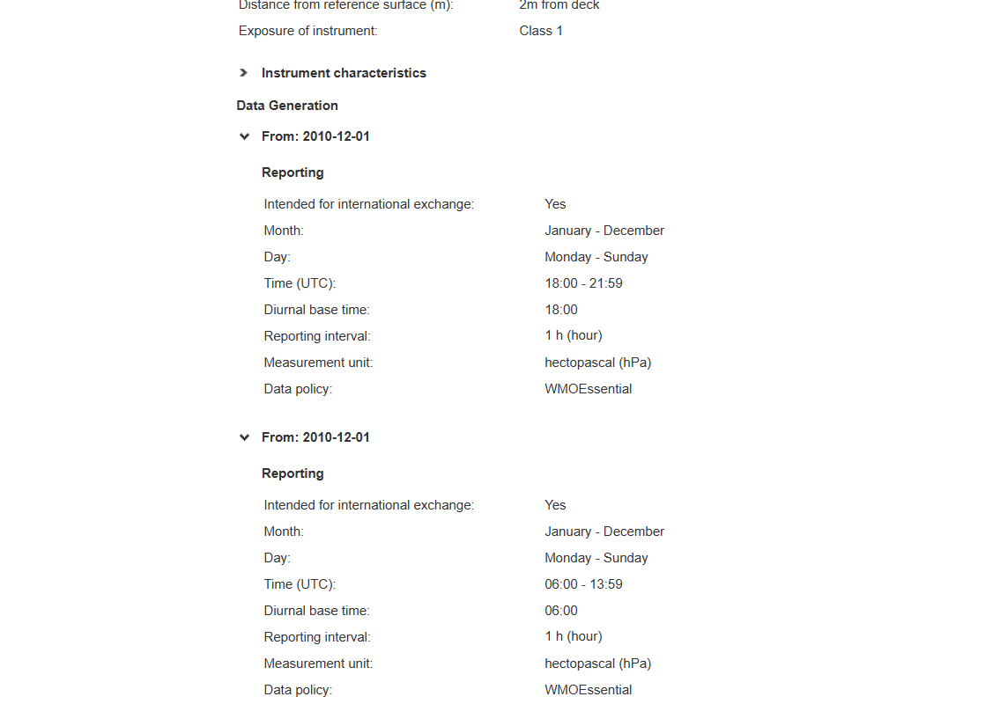 Distance from reference surface (m): 2m from deck
Exposure of instrument: Class 1
Instrument characteristics
Data Generation
From: 2010-12-01
Reporting
Intended for international exchange: Yes
Month: January - December
Day: Monday - Sunday
Time (UTC): 18:00 - 21:59
Diurnal base time: 18:00
Reporting interval: 1 h (hour)
Measurement unit: hectopascal (hPa)
Data policy: WMOEssential
From: 2010-12-01
Reporting
Intended for international exchange: Yes
Month: January - December
Day: Monday - Sunday
Time (UTC): 06:00 - 13:59
Diurnal base time: 06:00
Reporting interval: 1 h (hour)
Measurement unit: hectopascal (hPa)
Data policy: WMOEssential